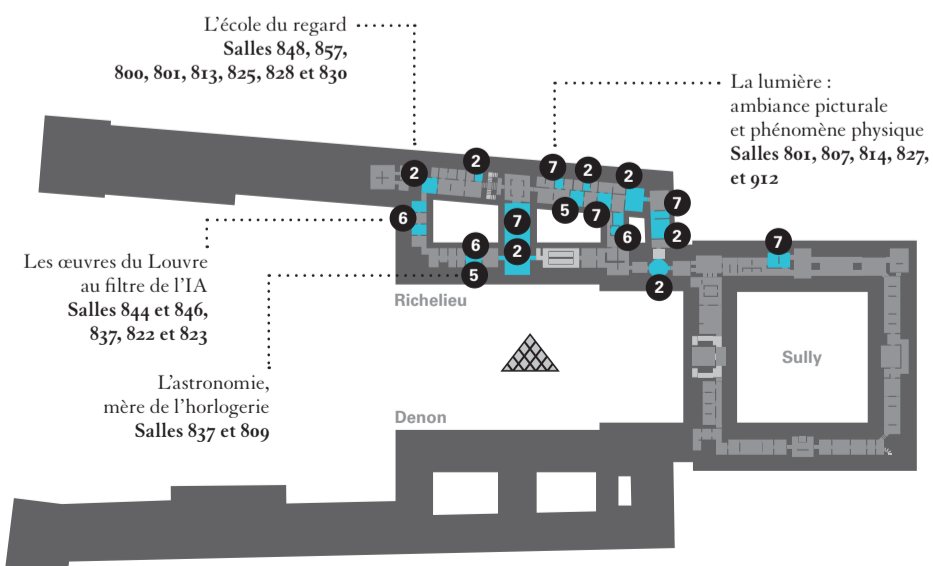 L'école du regard
Salles 848, 857,
800, 801, 813, 825, 828 et 830
La lumière :
ambiance picturale
et phénomène physique
Salles 801, 807, 814, 827,
et 912
2
2
7
2
2
7
5
7
6
7
6
2
7
6
2
5
2
7
Les œuvres du Louvre
au filtre de l'IA
Salles 844 et 846,
837, 822 et 823
L'astronomie,
mère de l'horlogerie
Salles 837 et 809
Richelieu
Sully
Denon